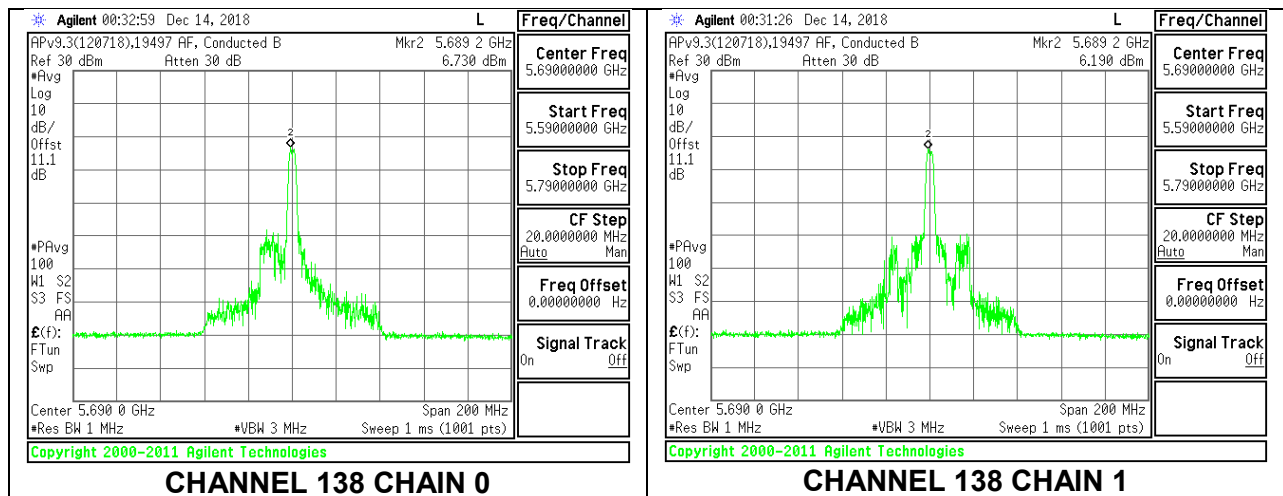 Agilent 00:32:59 Dec 14, 2018 L
APv9.3(120718),19497 AF, Conducted B Mkr2 5.689 2 GHz
Ref 30 dBm Atten 30 dB 6.730 dBm
#Avg
Log
10
dB/
Offst
11.1
dB
2
#PAvg
100
W1 S2
S3 FS
AA
£(f):
FTun
Swp
Center 5.690 0 GHz Span 200 MHz
#Res BW 1 MHz #VBW 3 MHz Sweep 1 ms (1001 pts)
Copyright 2000-2011 Agilent Technologies
Freq/Channel
Center Freq
5.69000000 GHz
Start Freq
5.59000000 GHz
Stop Freq
5.79000000 GHz
CF Step
20.0000000 MHz
Auto Man
Freq Offset
0.00000000 Hz
Signal Track
On Off
CHANNEL 138 CHAIN 0
Agilent 00:31:26 Dec 14, 2018 L
APv9.3(120718),19497 AF, Conducted B Mkr2 5.689 2 GHz
Ref 30 dBm Atten 30 dB 6.190 dBm
#Avg
Log
10
dB/
Offst
11.1
dB
2
#PAvg
100
W1 S2
S3 FS
AA
£(f):
FTun
Swp
Center 5.690 0 GHz Span 200 MHz
#Res BW 1 MHz #VBW 3 MHz Sweep 1 ms (1001 pts)
Copyright 2000-2011 Agilent Technologies
Freq/Channel
Center Freq
5.69000000 GHz
Start Freq
5.59000000 GHz
Stop Freq
5.79000000 GHz
CF Step
20.0000000 MHz
Auto Man
Freq Offset
0.00000000 Hz
Signal Track
On Off
CHANNEL 138 CHAIN 1